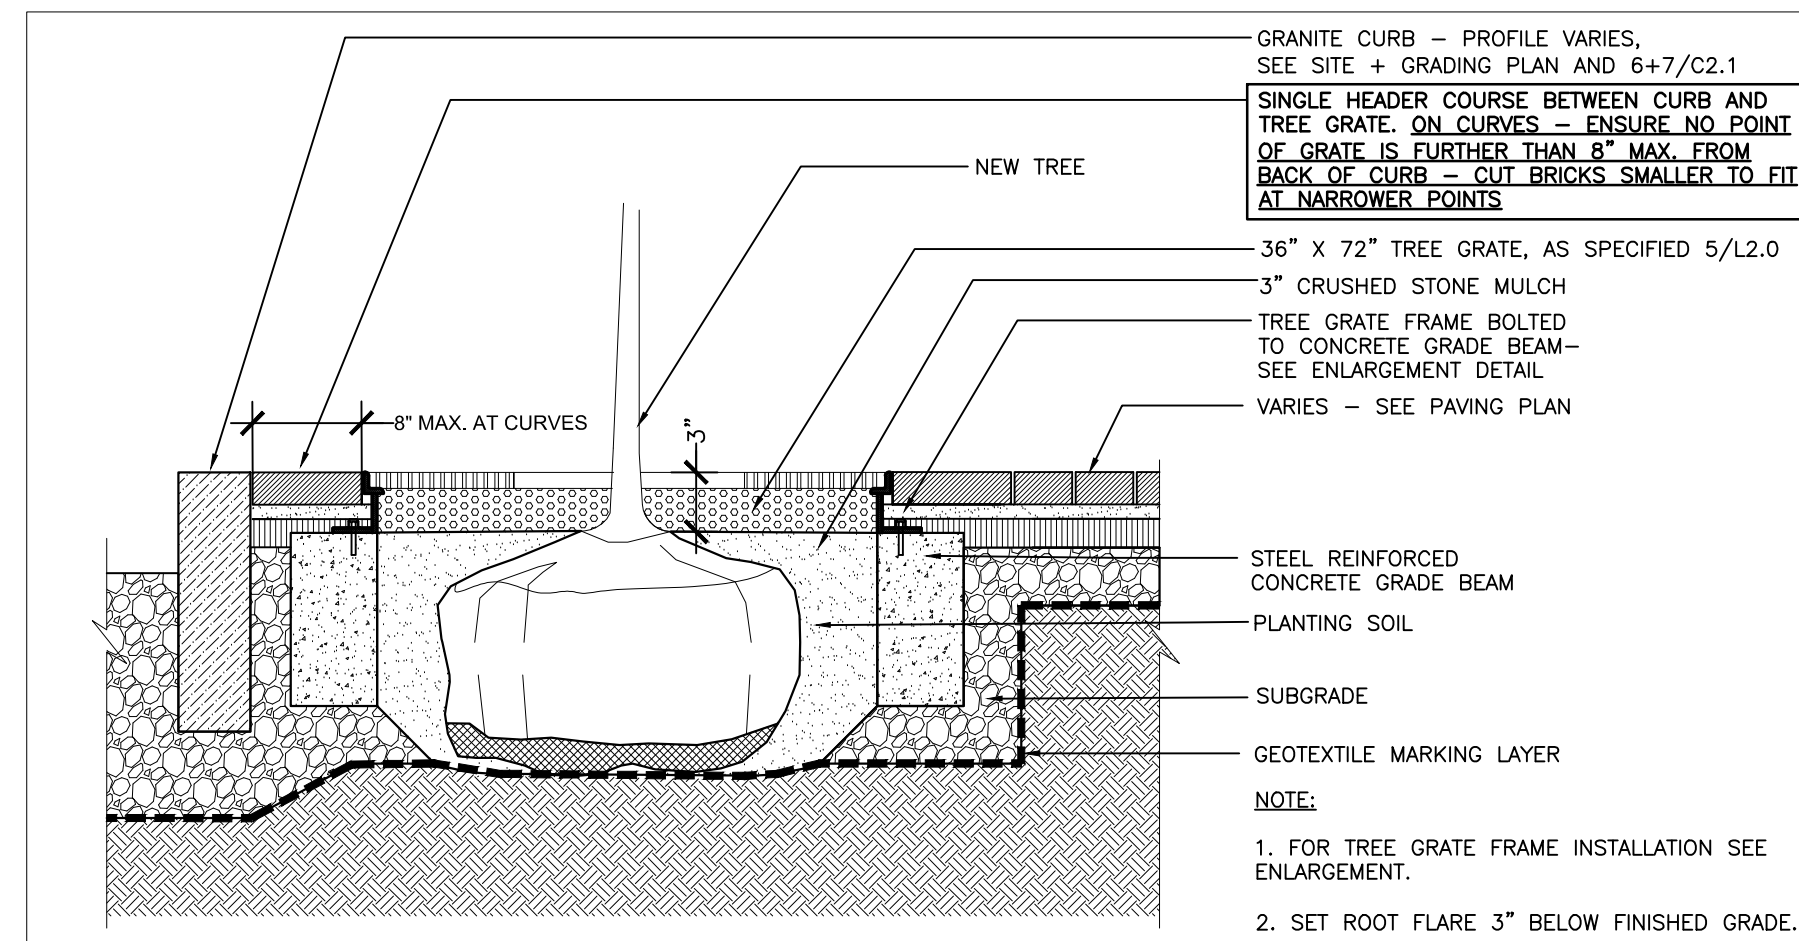 GRANITE CURB – PROFILE VARIES,
SEE SITE + GRADING PLAN AND 6+7/C2.1
SINGLE HEADER COURSE BETWEEN CURB AND
TREE GRATE. ON CURVES – ENSURE NO POINT
OF GRATE IS FURTHER THAN 8” MAX. FROM
BACK OF CURB – CUT BRICKS SMALLER TO FIT
AT NARROWER POINTS
NEW TREE
36” X 72” TREE GRATE, AS SPECIFIED 5/L2.0
3” CRUSHED STONE MULCH
TREE GRATE FRAME BOLTED
TO CONCRETE GRADE BEAM–
SEE ENLARGEMENT DETAIL
VARIES – SEE PAVING PLAN
8" MAX. AT CURVES
3”
STEEL REINFORCED
CONCRETE GRADE BEAM
PLANTING SOIL
SUBGRADE
GEOTEXTILE MARKING LAYER
NOTE:
1. FOR TREE GRATE FRAME INSTALLATION SEE
ENLARGEMENT.
2. SET ROOT FLARE 3” BELOW FINISHED GRADE.